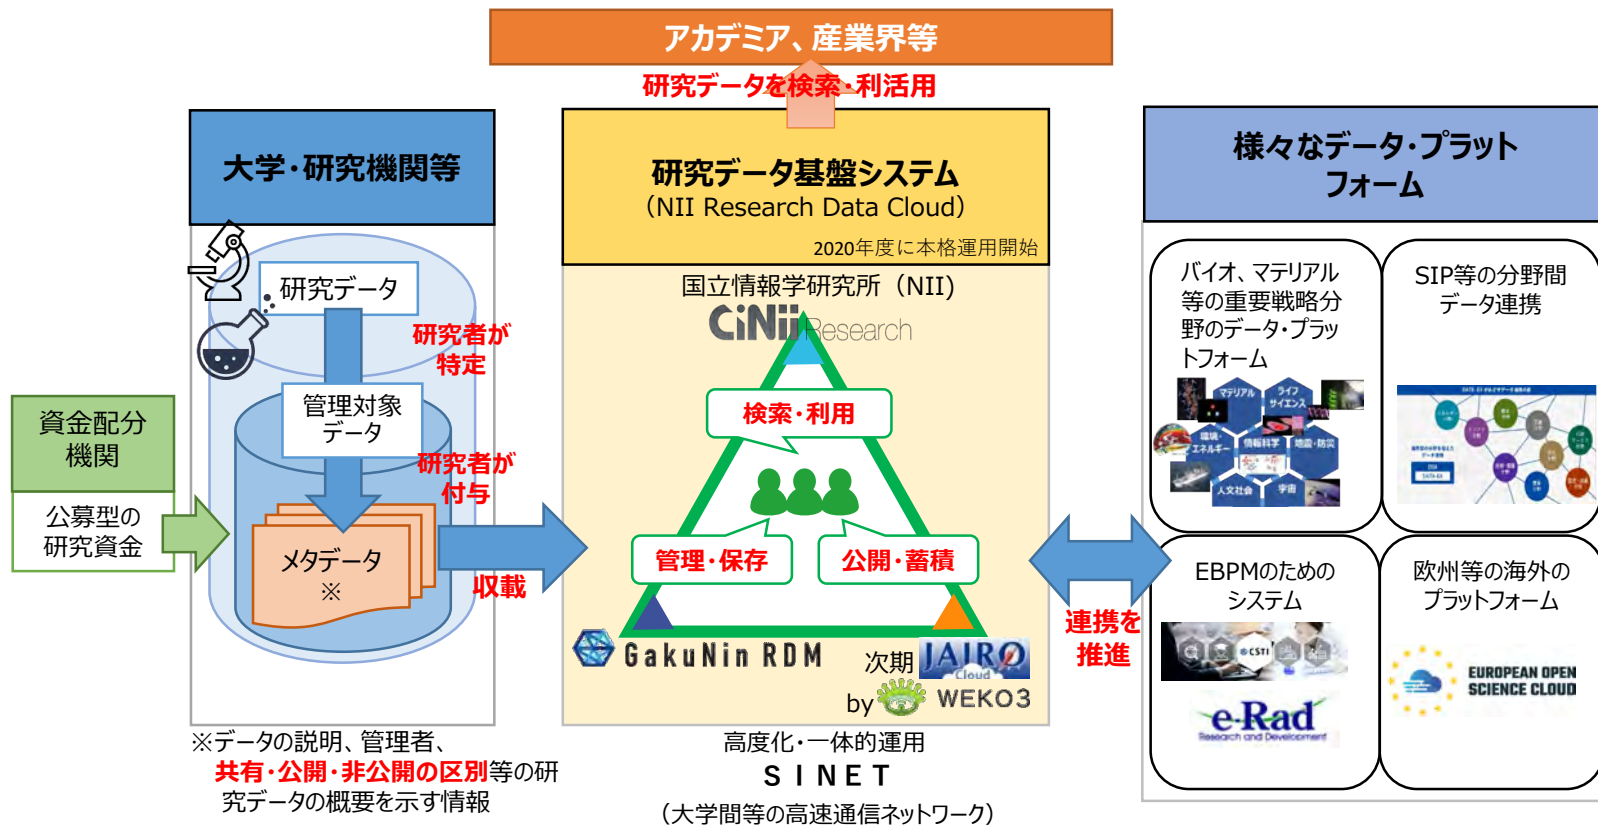 アカデミア、産業界等
研究データを検索・利活用
大学・研究機関等
研究データ
研究者が
特定
管理対象
データ
研究者が
付与
メタデータ
※
収載
資金配分
機関
公募型の
研究資金
※データの説明、管理者、
共有・公開・非公開の区別等の研
究データの概要を示す情報
研究データ基盤システム
（NII Research Data Cloud）
2020年度に本格運用開始
国立情報学研究所（NII）
CiNii Research
検索・利用
管理・保存
公開・蓄積
GakuNin RDM
次期 JAIRO
Cloud
by WEKO3
高度化・一体的運用
ＳＩＮＥＴ
（大学間等の高速通信ネットワーク）
連携を
推進
様々なデータ・プラット
フォーム
バイオ、マテリアル
等の重要戦略分
野のデータ・プラッ
トフォーム
マテリアル
ライフ
サイエンス
環境・
エネルギー
情報科学
地震・防災
人文社会
宇宙
SIP等の分野間
データ連携
EBPMのための
システム
CSTI
e-Rad
Research and Development
欧州等の海外の
プラットフォーム
EUROPEAN OPEN
SCIENCE CLOUD